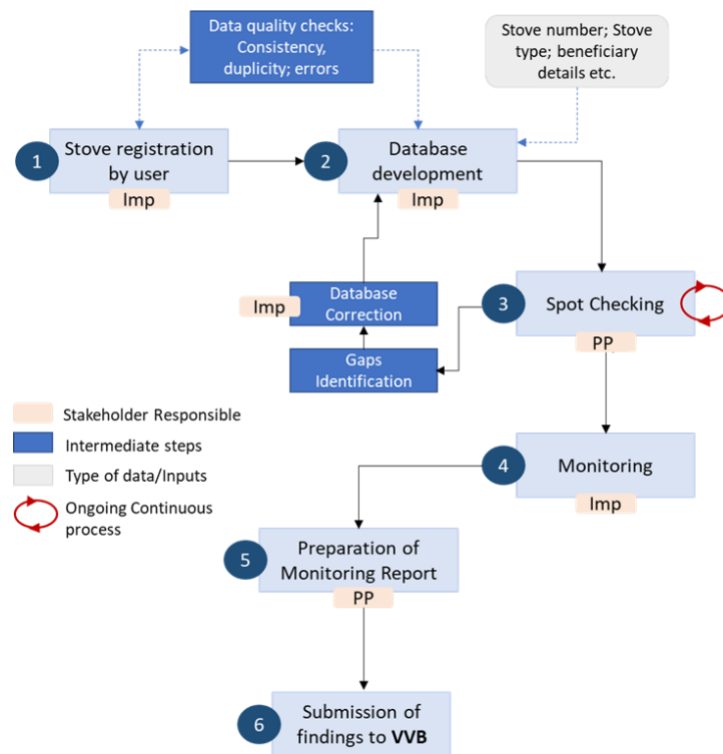 Data quality checks:
Consistency,
duplicity; errors
Stove number; Stove
type; beneficiary
details etc.
1
Stove registration
by user
Imp
2
Database
development
Imp
Imp
Database
Correction
3
Spot Checking
PP
Gaps
Identification
Stakeholder Responsible
Intermediate steps
Type of data/Inputs
Ongoing Continuous
process
4
Monitoring
Imp
5
Preparation of
Monitoring Report
PP
6
Submission of
findings to VVB